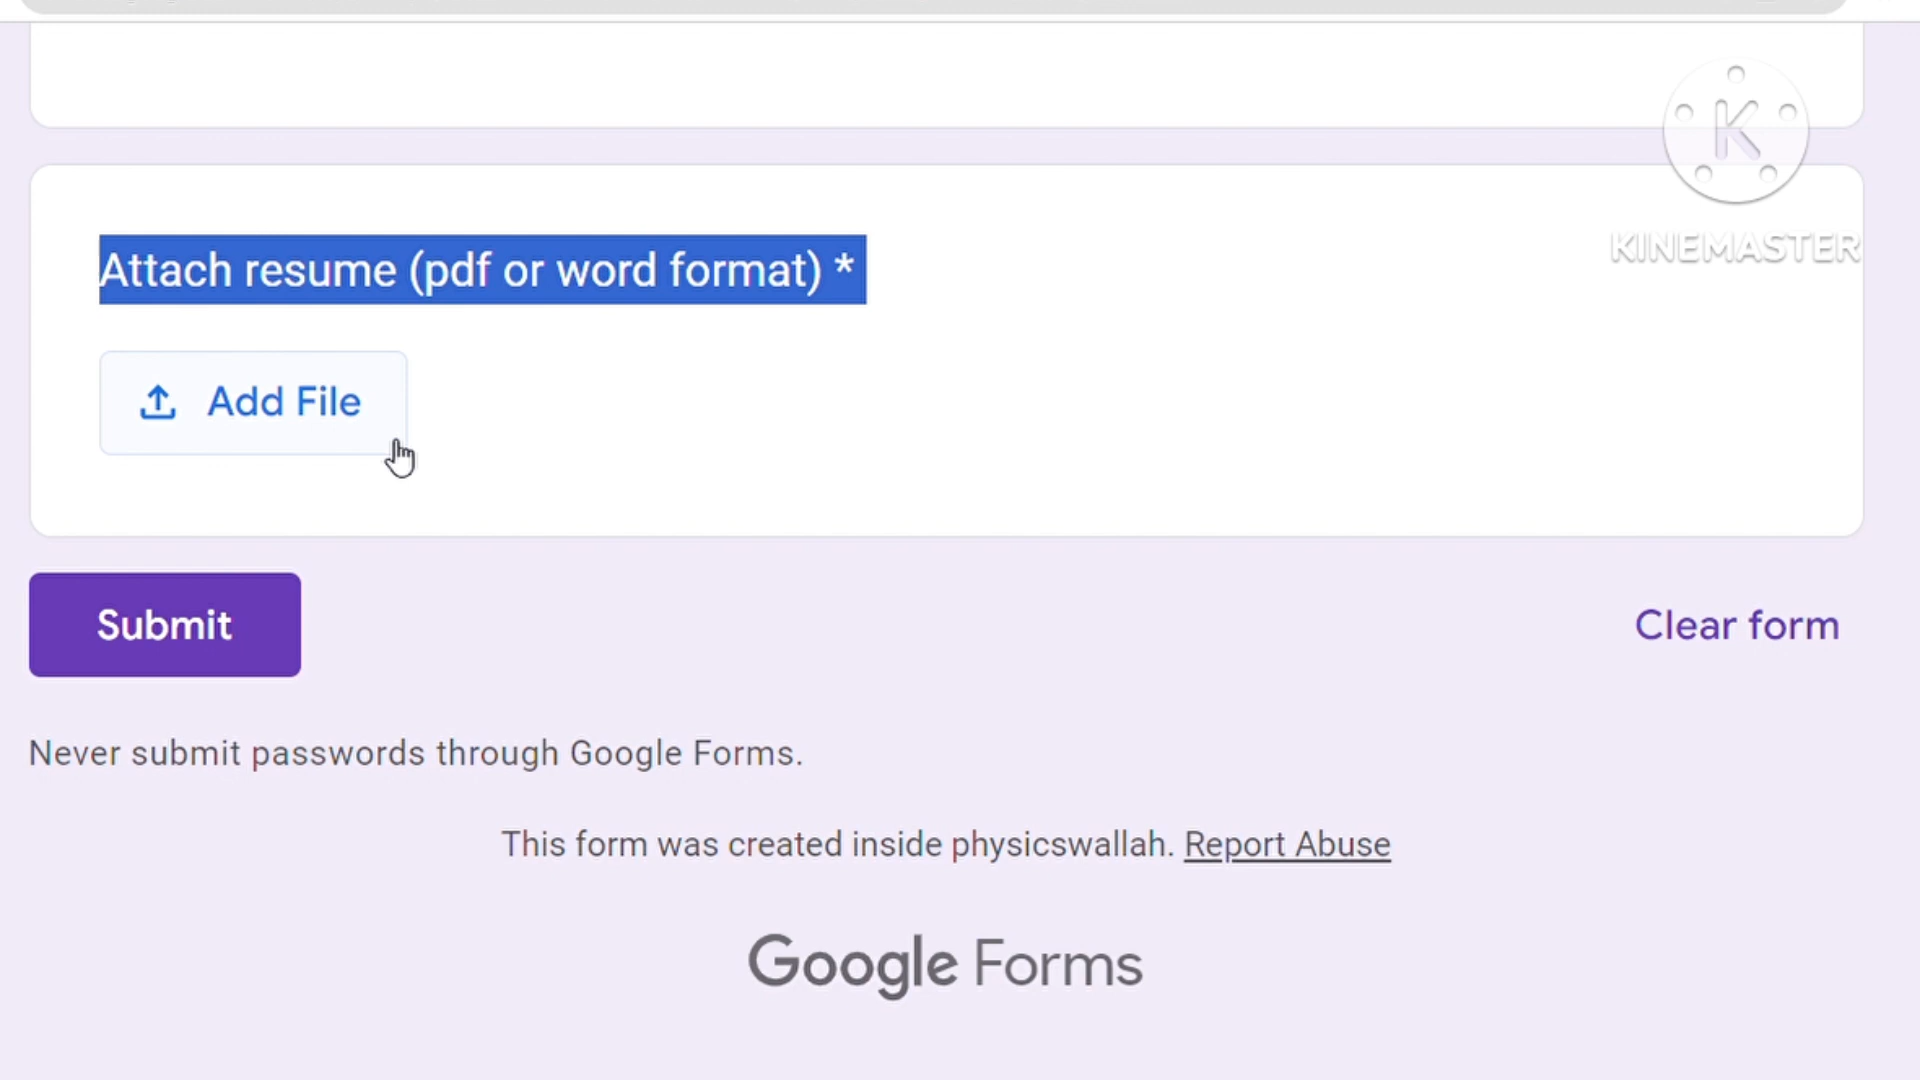 KINEMASTER
Attach resume (pdf or word format) *
Add File
Submit
Clear form
Never submit passwords through Google Forms.
This form was created inside physicswallah. Report Abuse
Google Forms